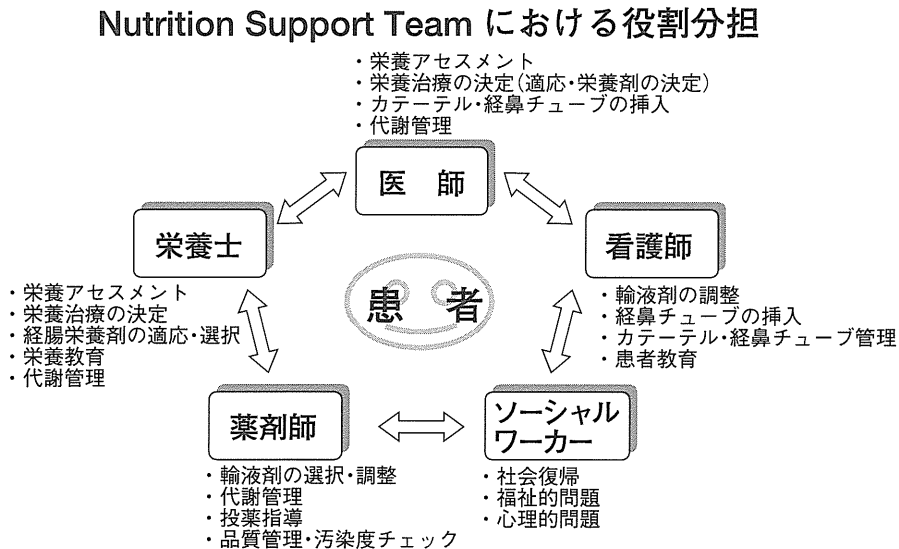 Nutrition Support Team における役割分担
・栄養アセスメント
・栄養治療の決定(適応・栄養剤の決定)
・カテーテル・経鼻チューブの挿入
・代謝管理
医 師
栄養士
・栄養アセスメント
・栄養治療の決定
・経腸栄養剤の適応・選択
・栄養教育
・代謝管理
看護師
・輸液剤の調整
・経鼻チューブの挿入
・カテーテル・経鼻チューブ管理
・患者教育
患 者
薬剤師
・輸液剤の選択・調整
・代謝管理
・投薬指導
・品質管理・汚染度チェック
ソーシャル
ワーカー
・社会復帰
・福祉的問題
・心理的問題